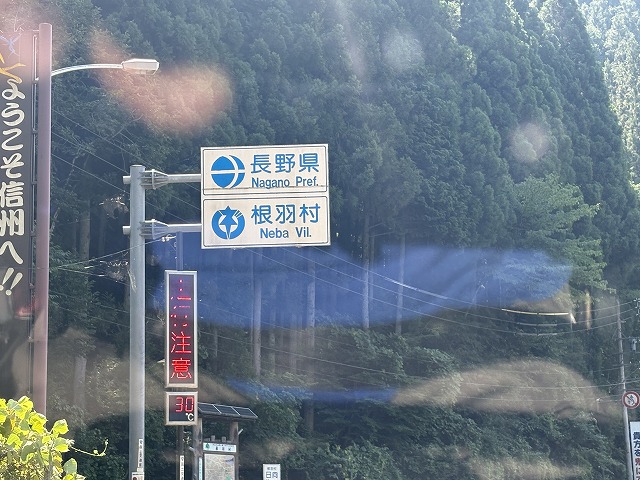 ようこそ信州へ!!
長野県
Nagano Pref.
根羽村
Neba Vil.
注意
30
℃